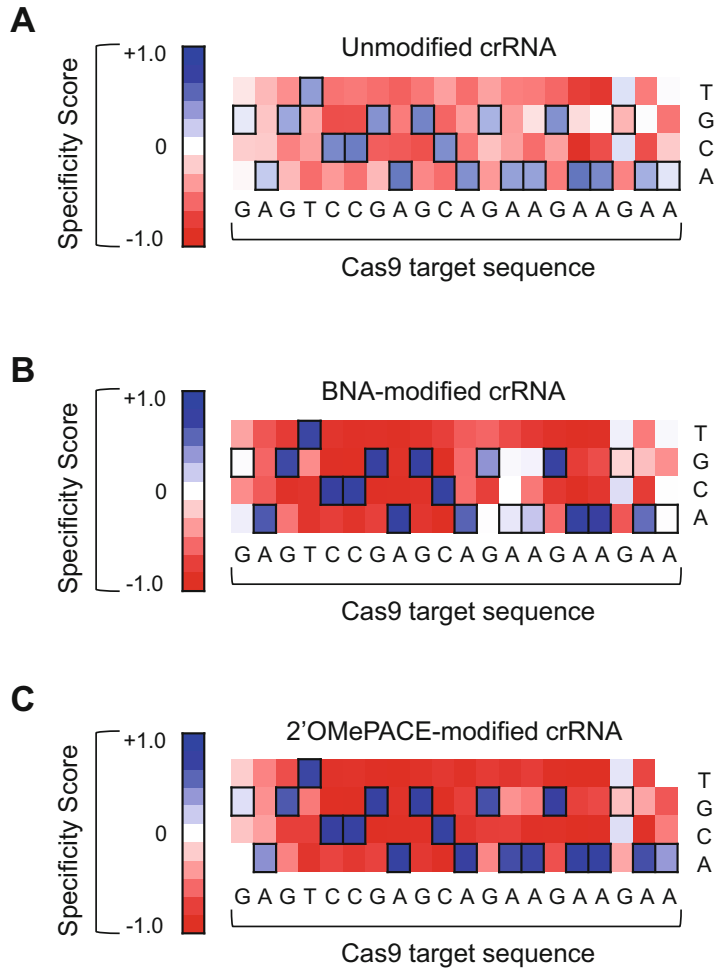 A
Unmodified crRNA
Specificity Score
+1.0
0
-1.0
T
G
C
A
G A G T C C G A G C A G A A G A A G A A
Cas9 target sequence
B
BNA-modified crRNA
Specificity Score
+1.0
0
-1.0
T
G
C
A
G A G T C C G A G C A G A A G A A G A A
Cas9 target sequence
C
2’OMePACE-modified crRNA
Specificity Score
+1.0
0
-1.0
T
G
C
A
G A G T C C G A G C A G A A G A A G A A
Cas9 target sequence